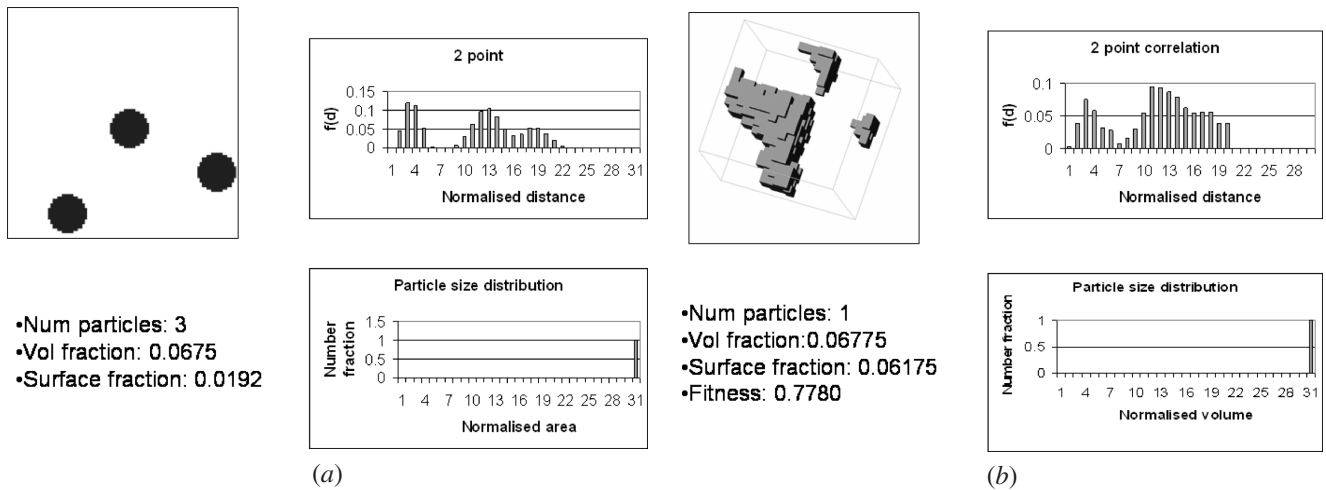 2 point
0.15
0.1
0.05
0
f(d)
1 4 7 10 13 16 19 22 25 28 31
Normalised distance
2 point correlation
0.1
0.05
0
f(d)
1 4 7 10 13 16 19 22 25 28
Normalised distance
•Num particles: 3
•Vol fraction: 0.0675
•Surface fraction: 0.0192
Particle size distribution
1.5
1
0.5
0
Number
fraction
1 4 7 10 13 16 19 22 25 28 31
Normalised area
•Num particles: 1
•Vol fraction:0.06775
•Surface fraction: 0.06175
•Fitness: 0.7780
Particle size distribution
1
0.5
0
Number fraction
1 4 7 10 13 16 19 22 25 28 31
Normalised volume
(a)
(b)